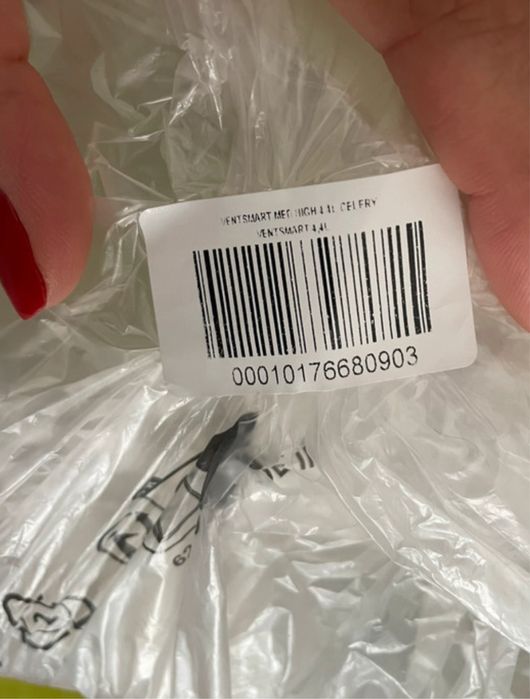 VENTSMART MED HIGH 4.4L CELERY
VENTSMART 4,4L
00010176680903